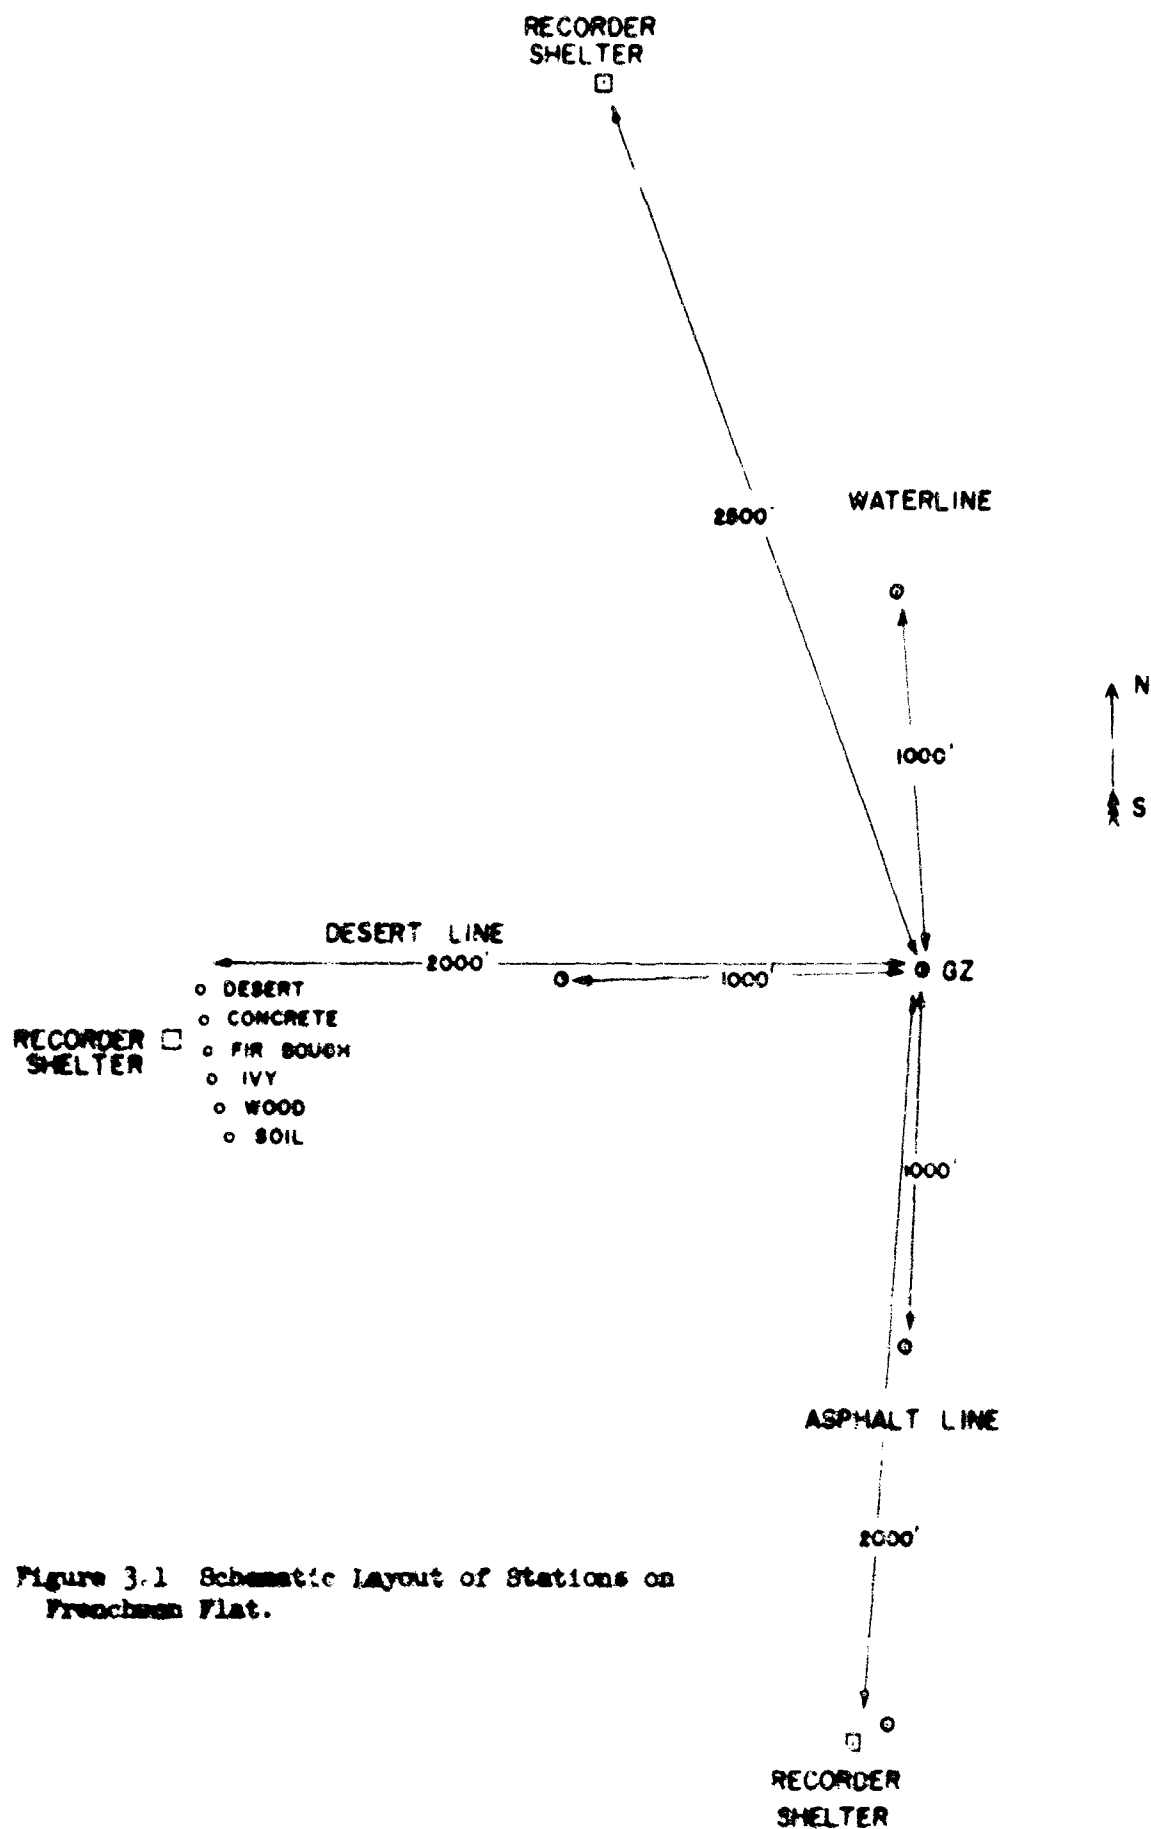 RECORDER
SHELTER
2500'
WATERLINE
1000'
N
S
DESERT LINE
2000'
1000'
GZ
DESERT
CONCRETE
RECORDER
SHELTER
FIR BOUGH
IVY
WOOD
SOIL
1000'
ASPHALT LINE
2000'
Figure 3.1 Schematic Layout of Stations on
Frenchman Flat.
RECORDER
SHELTER